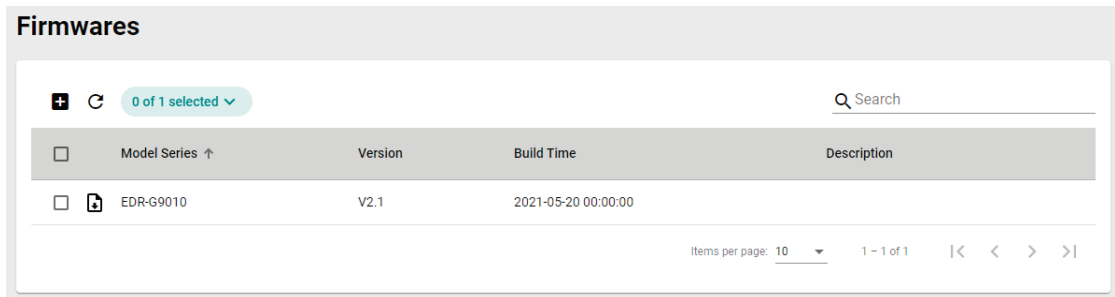 Firmwares
0 of 1 selected
Search
Model Series Version Build Time Description
EDR-G9010 V2.1 2021-05-20 00:00:00
Items per page: 10 1 – 1 of 1